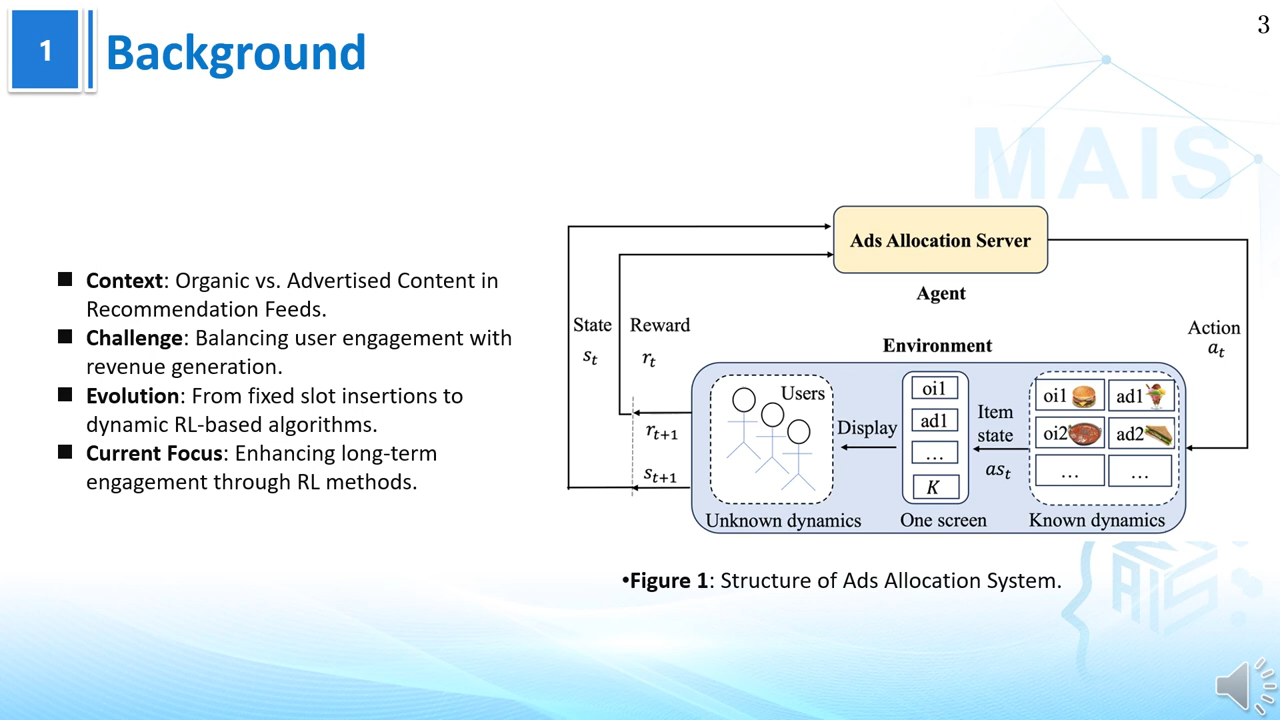 1
Background
3
MAIS
■ Context: Organic vs. Advertised Content in
Recommendation Feeds.
■ Challenge: Balancing user engagement with
revenue generation.
■ Evolution: From fixed slot insertions to
dynamic RL-based algorithms.
■ Current Focus: Enhancing long-term
engagement through RL methods.
Ads Allocation Server
Agent
State
s_t
Reward
r_t
Action
a_t
Environment
Users
r_{t+1}
s_{t+1}
Unknown dynamics
Display
oi1
ad1
...
K
One screen
Item
state
as_t
oi1
ad1
oi2
ad2
...
...
Known dynamics
•Figure 1: Structure of Ads Allocation System.